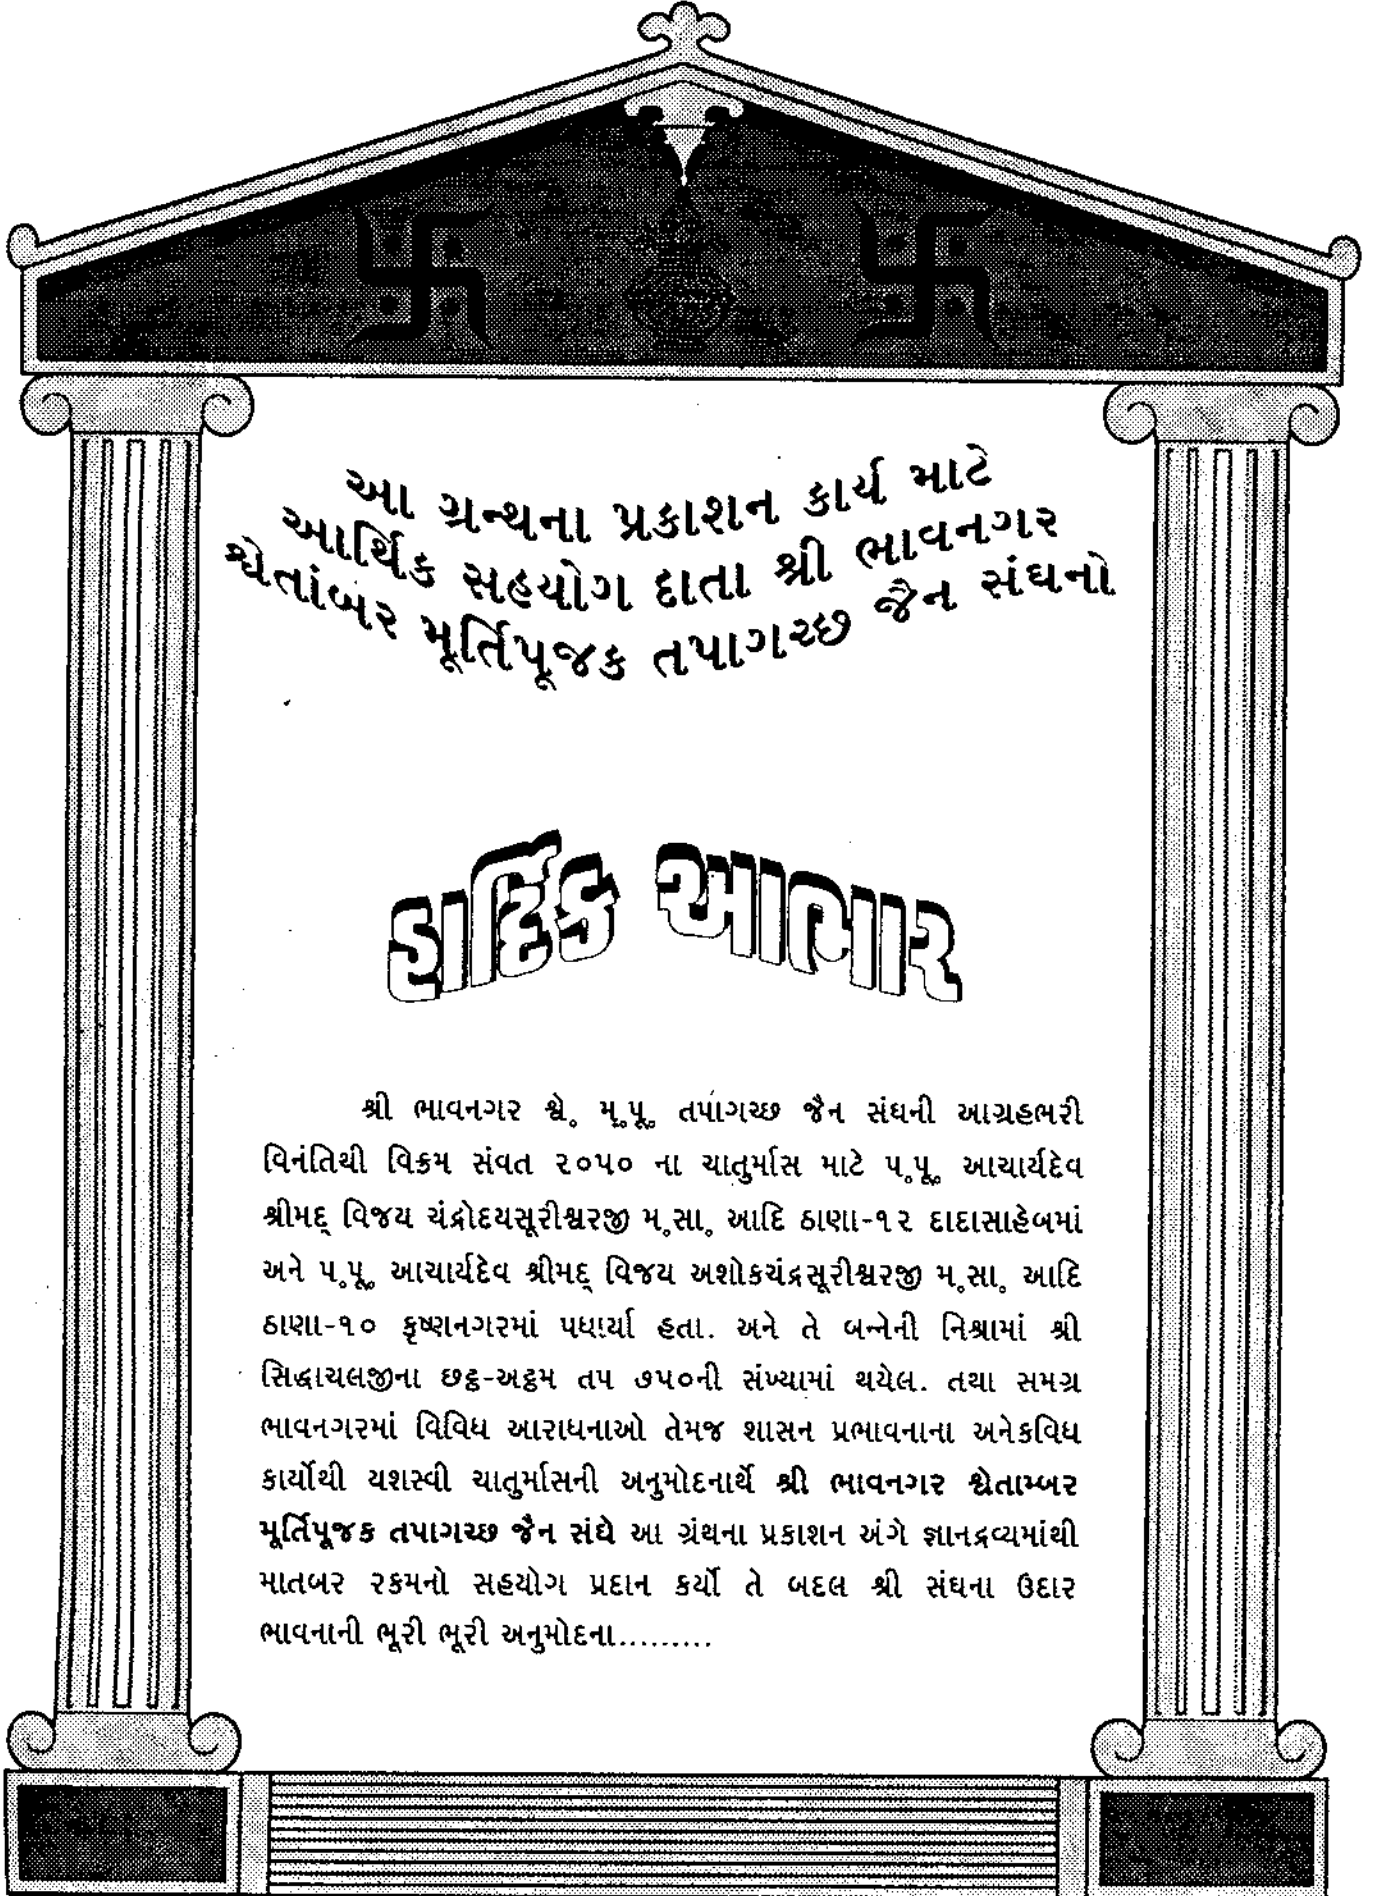 આ ગ્રન્થના પ્રકાશન કાર્ય માટે
આર્થિક સહયોગ દાતા શ્રી ભાવનગર
શ્વેતાંબર મૂર્તિપૂજક તપાગચ્છ જૈન સંઘનો
હાર્દિક આભાર
શ્રી ભાવનગર શ્વે. મૂ.પૂ. તપાગચ્છ જૈન સંઘની આગ્રહભરી
વિનંતિથી વિક્રમ સંવત ૨૦૫૦ ના ચાતુર્માસ માટે પ.પૂ. આચાર્યદેવ
શ્રીમદ્ વિજય ચંદ્રોદયસૂરીશ્વરજી મ.સા. આદિ ઠાણા-૧૨ દાદાસાહેબમાં
અને પ.પૂ. આચાર્યદેવ શ્રીમદ્ વિજય અશોકચંદ્રસૂરીશ્વરજી મ.સા. આદિ
ઠાણા-૧૦ કૃષ્ણનગરમાં પધાર્યા હતા. અને તે બન્નેની નિશ્રામાં શ્રી
સિદ્ધાચલજીના છઠ્ઠ-અઠ્ઠમ તપ ૭૫૦ની સંખ્યામાં થયેલ. તથા સમગ્ર
ભાવનગરમાં વિવિધ આરાધનાઓ તેમજ શાસન પ્રભાવનાના અનેકવિધ
કાર્યોથી યશસ્વી ચાતુર્માસની અનુમોદનાર્થે શ્રી ભાવનગર શ્વેતામ્બર
મૂર્તિપૂજક તપાગચ્છ જૈન સંઘે આ ગ્રંથના પ્રકાશન અંગે જ્ઞાનદ્રવ્યમાંથી
માતબર રકમનો સહયોગ પ્રદાન કર્યો તે બદલ શ્રી સંઘના ઉદાર
ભાવનાની ભૂરી ભૂરી અનુમોદના.........